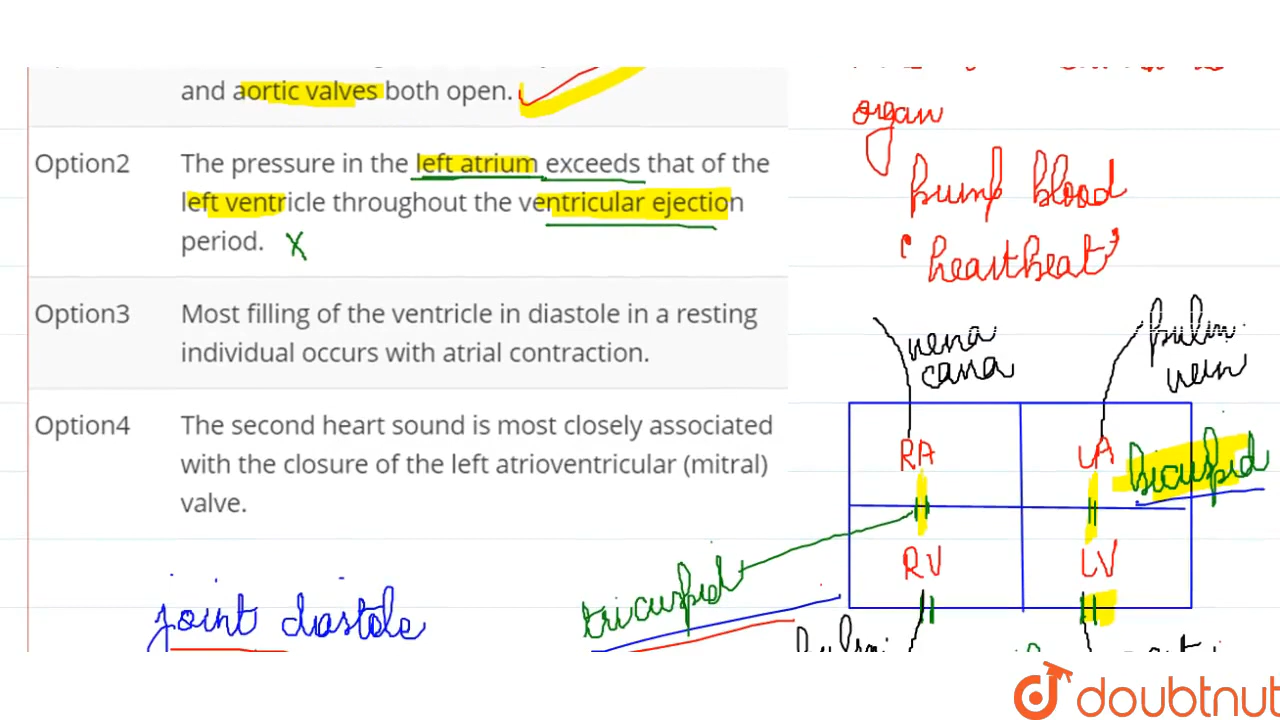 and aortic valves both open.
organ
Option2 The pressure in the left atrium exceeds that of the
left ventricle throughout the ventricular ejection
period. X
pump blood
"heartbeat"
Option3 Most filling of the ventricle in diastole in a resting
individual occurs with atrial contraction.
vena
cava
pulm.
vein
Option4 The second heart sound is most closely associated
with the closure of the left atrioventricular (mitral)
valve.
RA LA bicuspid
RV LV
joint diastole
tricuspid
doubtnut